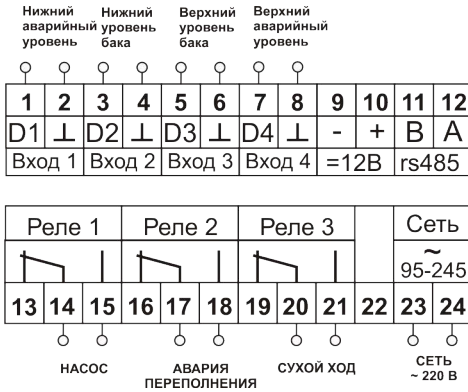 Нижний аварийный уровень
Нижний уровень бака
Верхний уровень бака
Верхний аварийный уровень
1 2 3 4 5 6 7 8 9 10 11 12
D1 ⊥ D2 ⊥ D3 ⊥ D4 ⊥ - + B A
Вход 1 Вход 2 Вход 3 Вход 4 =12В rs485
Реле 1 Реле 2 Реле 3 Сеть
~
95-245
13 14 15 16 17 18 19 20 21 22 23 24
НАСОС
АВАРИЯ ПЕРЕПОЛНЕНИЯ
СУХОЙ ХОД
СЕТЬ
~ 220 В